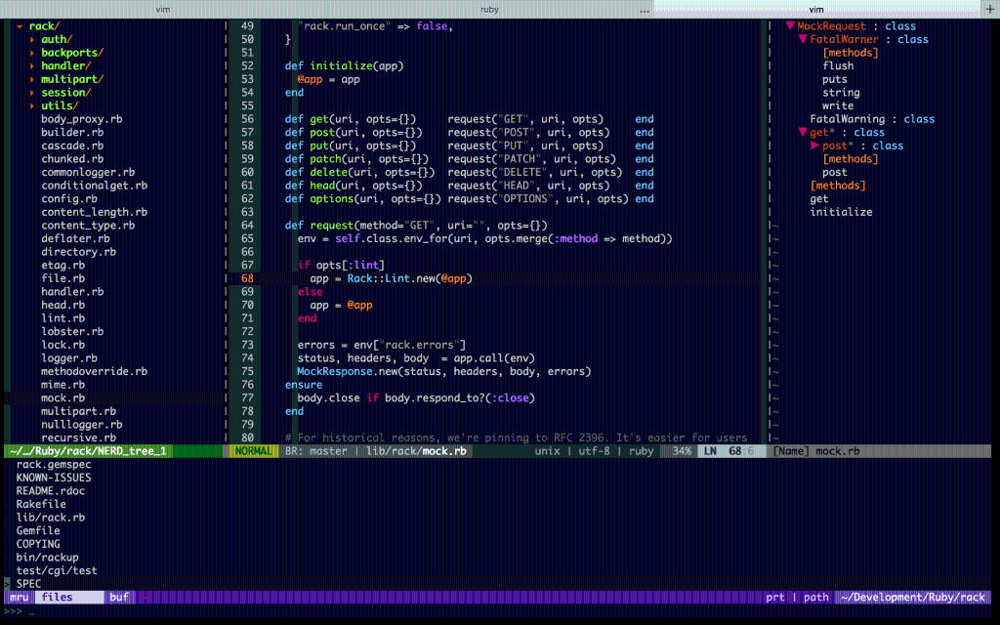 vim ruby ... vim +
▾ rack/
▸ auth/
▸ backports/
▸ handler/
▸ multipart/
▸ session/
▸ utils/
body_proxy.rb
builder.rb
cascade.rb
chunked.rb
commonlogger.rb
conditionalget.rb
config.rb
content_length.rb
content_type.rb
deflater.rb
directory.rb
etag.rb
file.rb
handler.rb
head.rb
lint.rb
lobster.rb
lock.rb
logger.rb
methodoverride.rb
mime.rb
mock.rb
multipart.rb
nulllogger.rb
recursive.rb
~/…/Ruby/rack/NERD_tree_1
49 "rack.run_once" => false,
50 }
51
52 def initialize(app)
53 @app = app
54 end
55
56 def get(uri, opts={}) request("GET", uri, opts) end
57 def post(uri, opts={}) request("POST", uri, opts) end
58 def put(uri, opts={}) request("PUT", uri, opts) end
59 def patch(uri, opts={}) request("PATCH", uri, opts) end
60 def delete(uri, opts={}) request("DELETE", uri, opts) end
61 def head(uri, opts={}) request("HEAD", uri, opts) end
62 def options(uri, opts={}) request("OPTIONS", uri, opts) end
63
64 def request(method="GET", uri="", opts={})
65 env = self.class.env_for(uri, opts.merge(:method => method))
66
67 if opts[:lint]
68 app = Rack::Lint.new(@app)
69 else
70 app = @app
71 end
72
73 errors = env["rack.errors"]
74 status, headers, body = app.call(env)
75 MockResponse.new(status, headers, body, errors)
76 ensure
77 body.close if body.respond_to?(:close)
78 end
79
80 # For historical reasons, we're pinning to RFC 2396. It's easier for users
NORMAL BR: master | lib/rack/mock.rb unix | utf-8 | ruby 34% LN 68:6
▼ MockRequest : class
▼ FatalWarner : class
[methods]
flush
puts
string
write
FatalWarning : class
▼ get* : class
▶ post* : class
[methods]
post
[methods]
get
initialize
[Name] mock.rb
rack.gemspec
KNOWN-ISSUES
README.rdoc
Rakefile
lib/rack.rb
Gemfile
COPYING
bin/rackup
test/cgi/test
> SPEC
mru files buf - prt | path ~/Development/Ruby/rack
>>> _